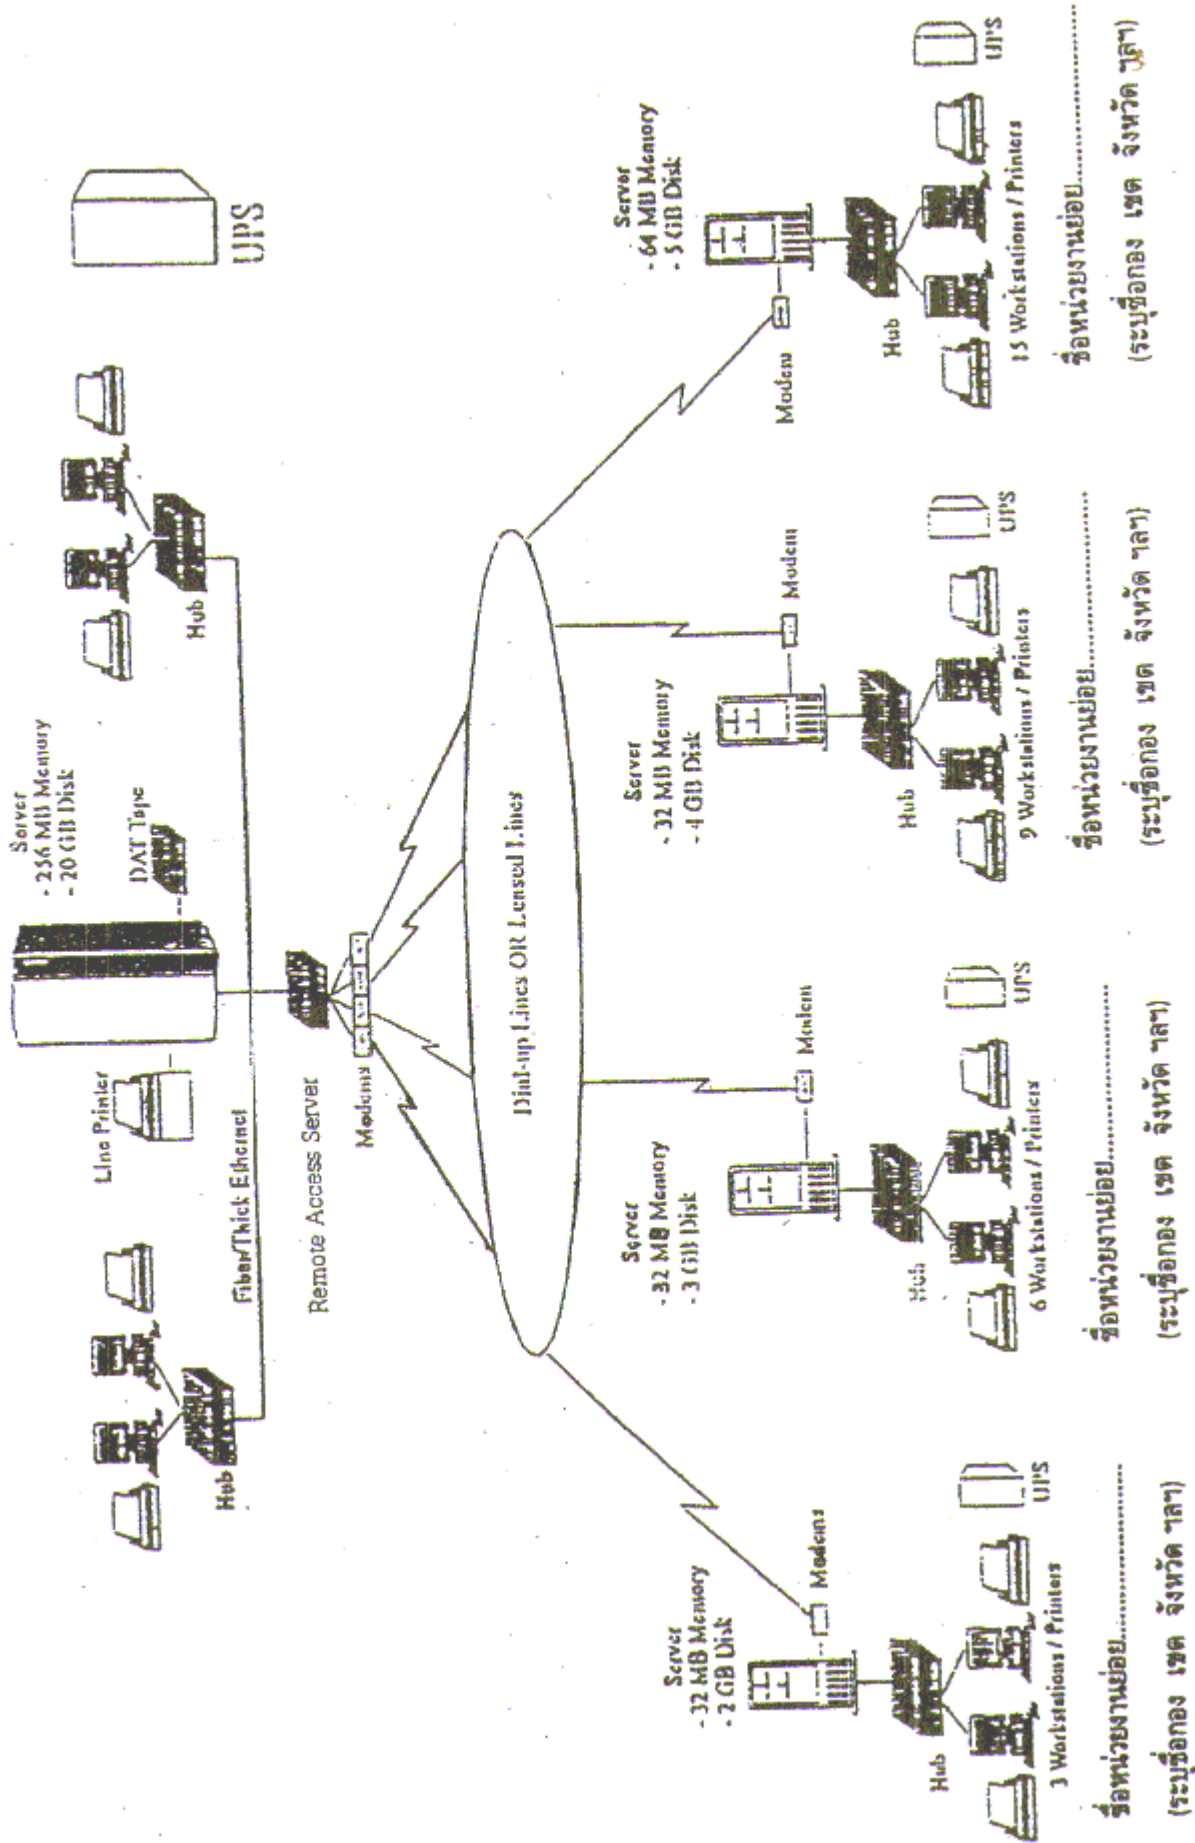 Server
- 256 MB Memory
- 20 GB Disk
DAT Tape
Line Printer
UPS
Hub
Hub
Fiber/Thick Ethernet
Remote Access Server
Modems
Dial-up Lines OR Leased Lines
Server
- 32 MB Memory
- 2 GB Disk
Modems
Hub
3 Workstations / Printers
UPS
ชื่อหน่วยงานย่อย..............................
(ระบุชื่อกอง เขต จังหวัด ฯลฯ)
Server
- 32 MB Memory
- 3 GB Disk
Modem
Hub
6 Workstations / Printers
UPS
ชื่อหน่วยงานย่อย..............................
(ระบุชื่อกอง เขต จังหวัด ฯลฯ)
Server
- 32 MB Memory
- 4 GB Disk
Modem
Hub
9 Workstations / Printers
UPS
ชื่อหน่วยงานย่อย..............................
(ระบุชื่อกอง เขต จังหวัด ฯลฯ)
Server
- 64 MB Memory
- 5 GB Disk
Modem
Hub
15 Workstations / Printers
UPS
ชื่อหน่วยงานย่อย..............................
(ระบุชื่อกอง เขต จังหวัด ฯลฯ)